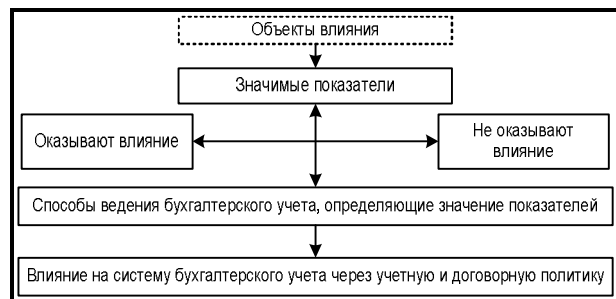 Объекты влияния
Значимые показатели
Оказывают влияние
Не оказывают
влияние
Способы ведения бухгалтерского учета, определяющие значение показателей
Влияние на систему бухгалтерского учета через учетную и договорную политику